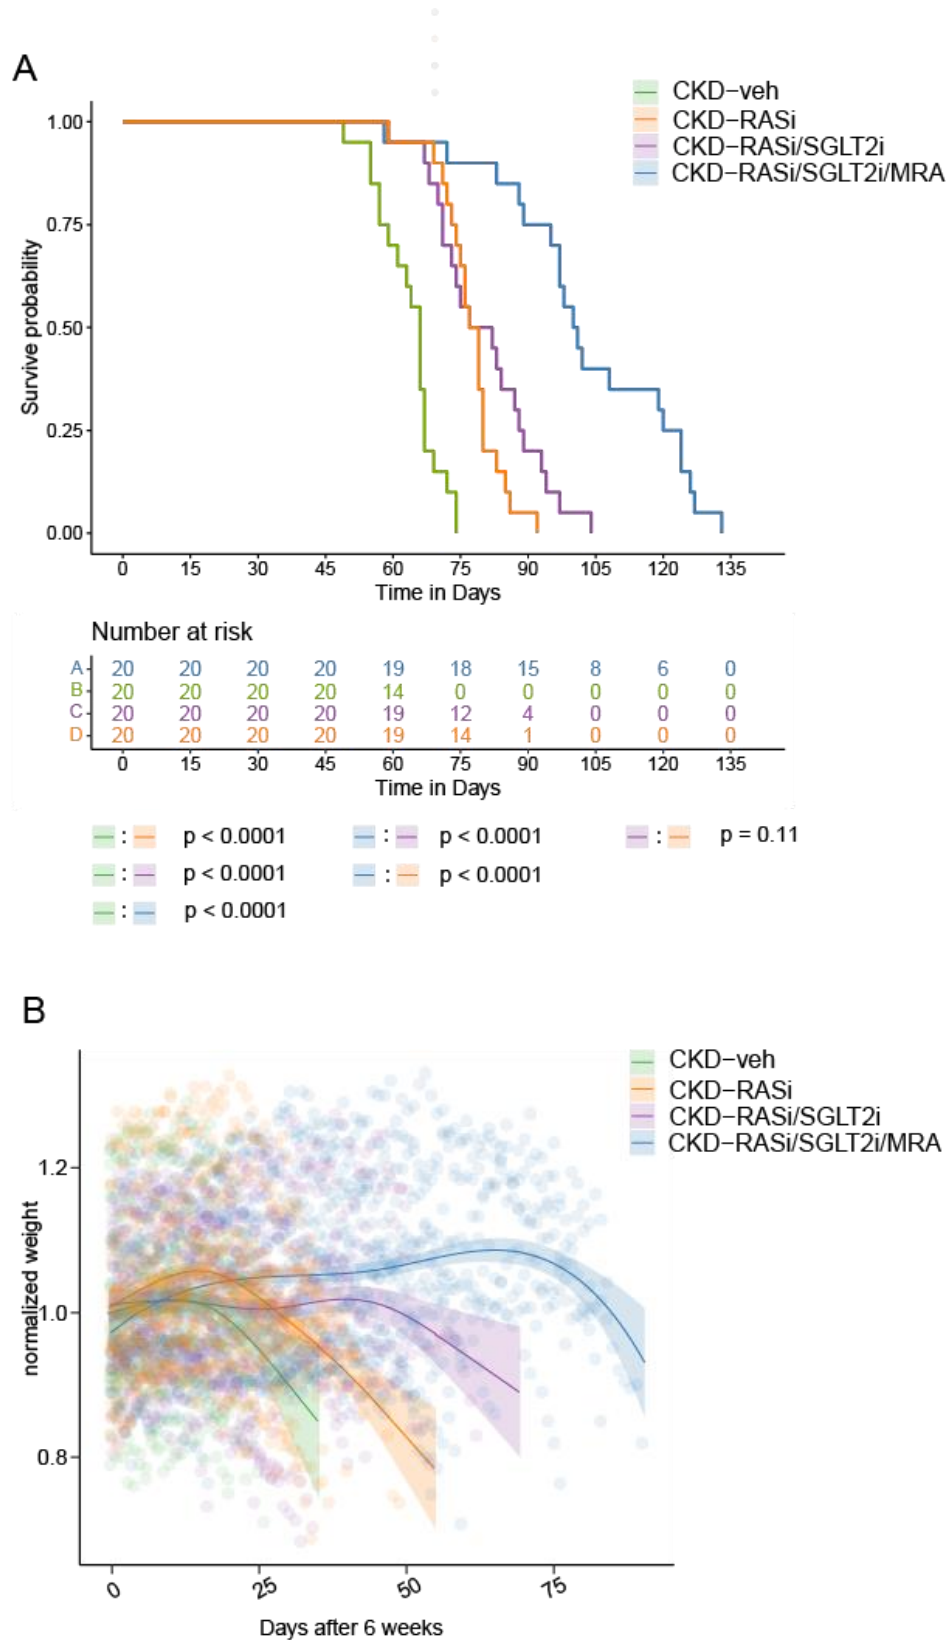 A
CKD−veh
CKD−RASi
CKD−RASi/SGLT2i
CKD−RASi/SGLT2i/MRA
Survive probability
1.00
0.75
0.50
0.25
0.00
0 15 30 45 60 75 90 105 120 135
Time in Days
Number at risk
A 20 20 20 20 19 18 15 8 6 0
B 20 20 20 20 14 0 0 0 0 0
C 20 20 20 20 19 12 4 0 0 0
D 20 20 20 20 19 14 1 0 0 0
0 15 30 45 60 75 90 105 120 135
Time in Days
: p < 0.0001 : p < 0.0001 : p = 0.11
: p < 0.0001 : p < 0.0001
: p < 0.0001
B
CKD−veh
CKD−RASi
CKD−RASi/SGLT2i
CKD−RASi/SGLT2i/MRA
normalized weight
1.2
1.0
0.8
0 25 50 75
Days after 6 weeks